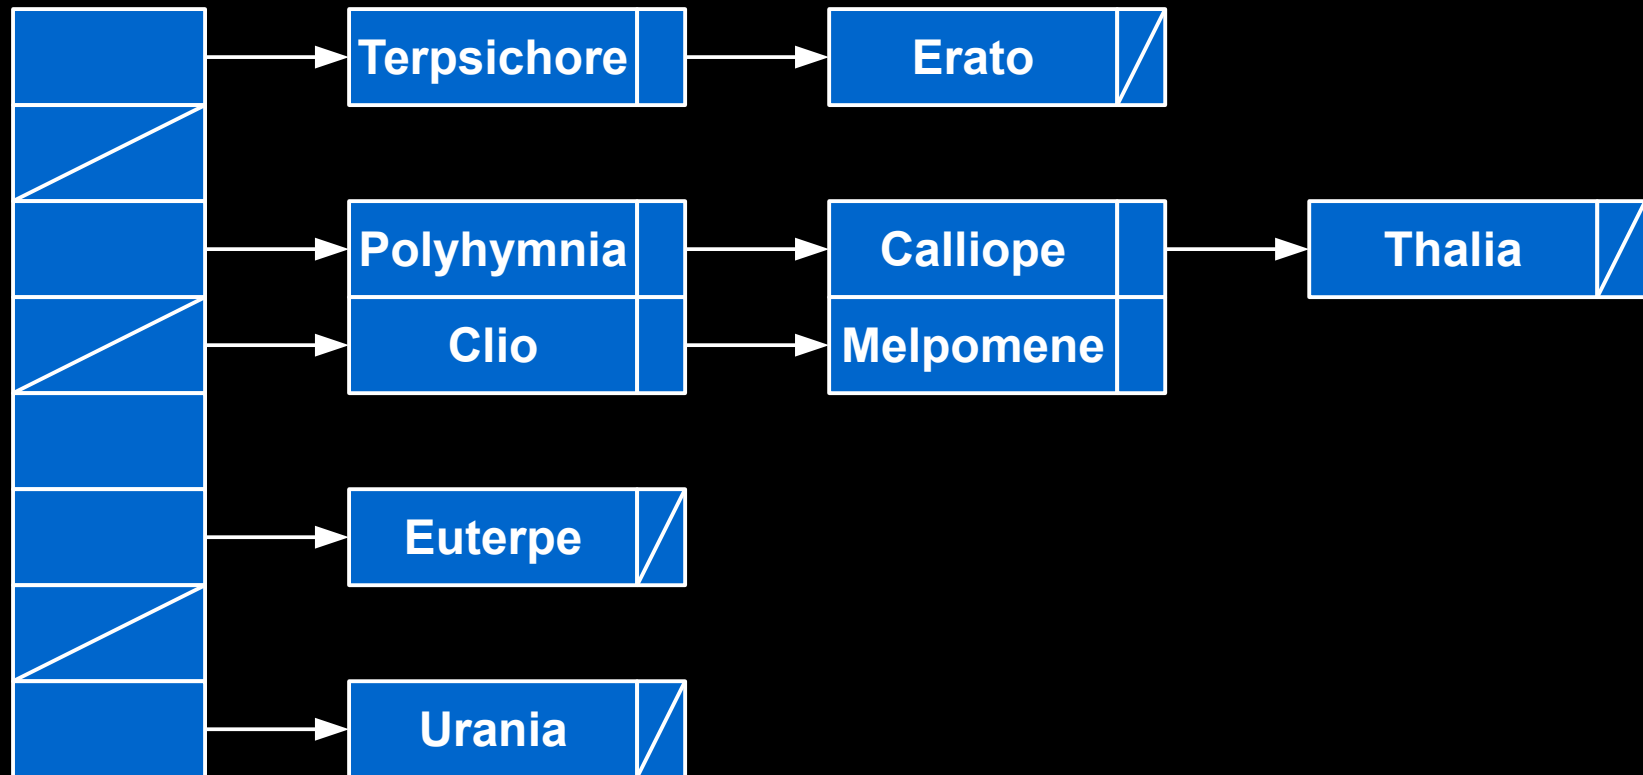 Terpsichore Erato
Polyhymnia Calliope Thalia
Clio Melpomene
Euterpe
Urania